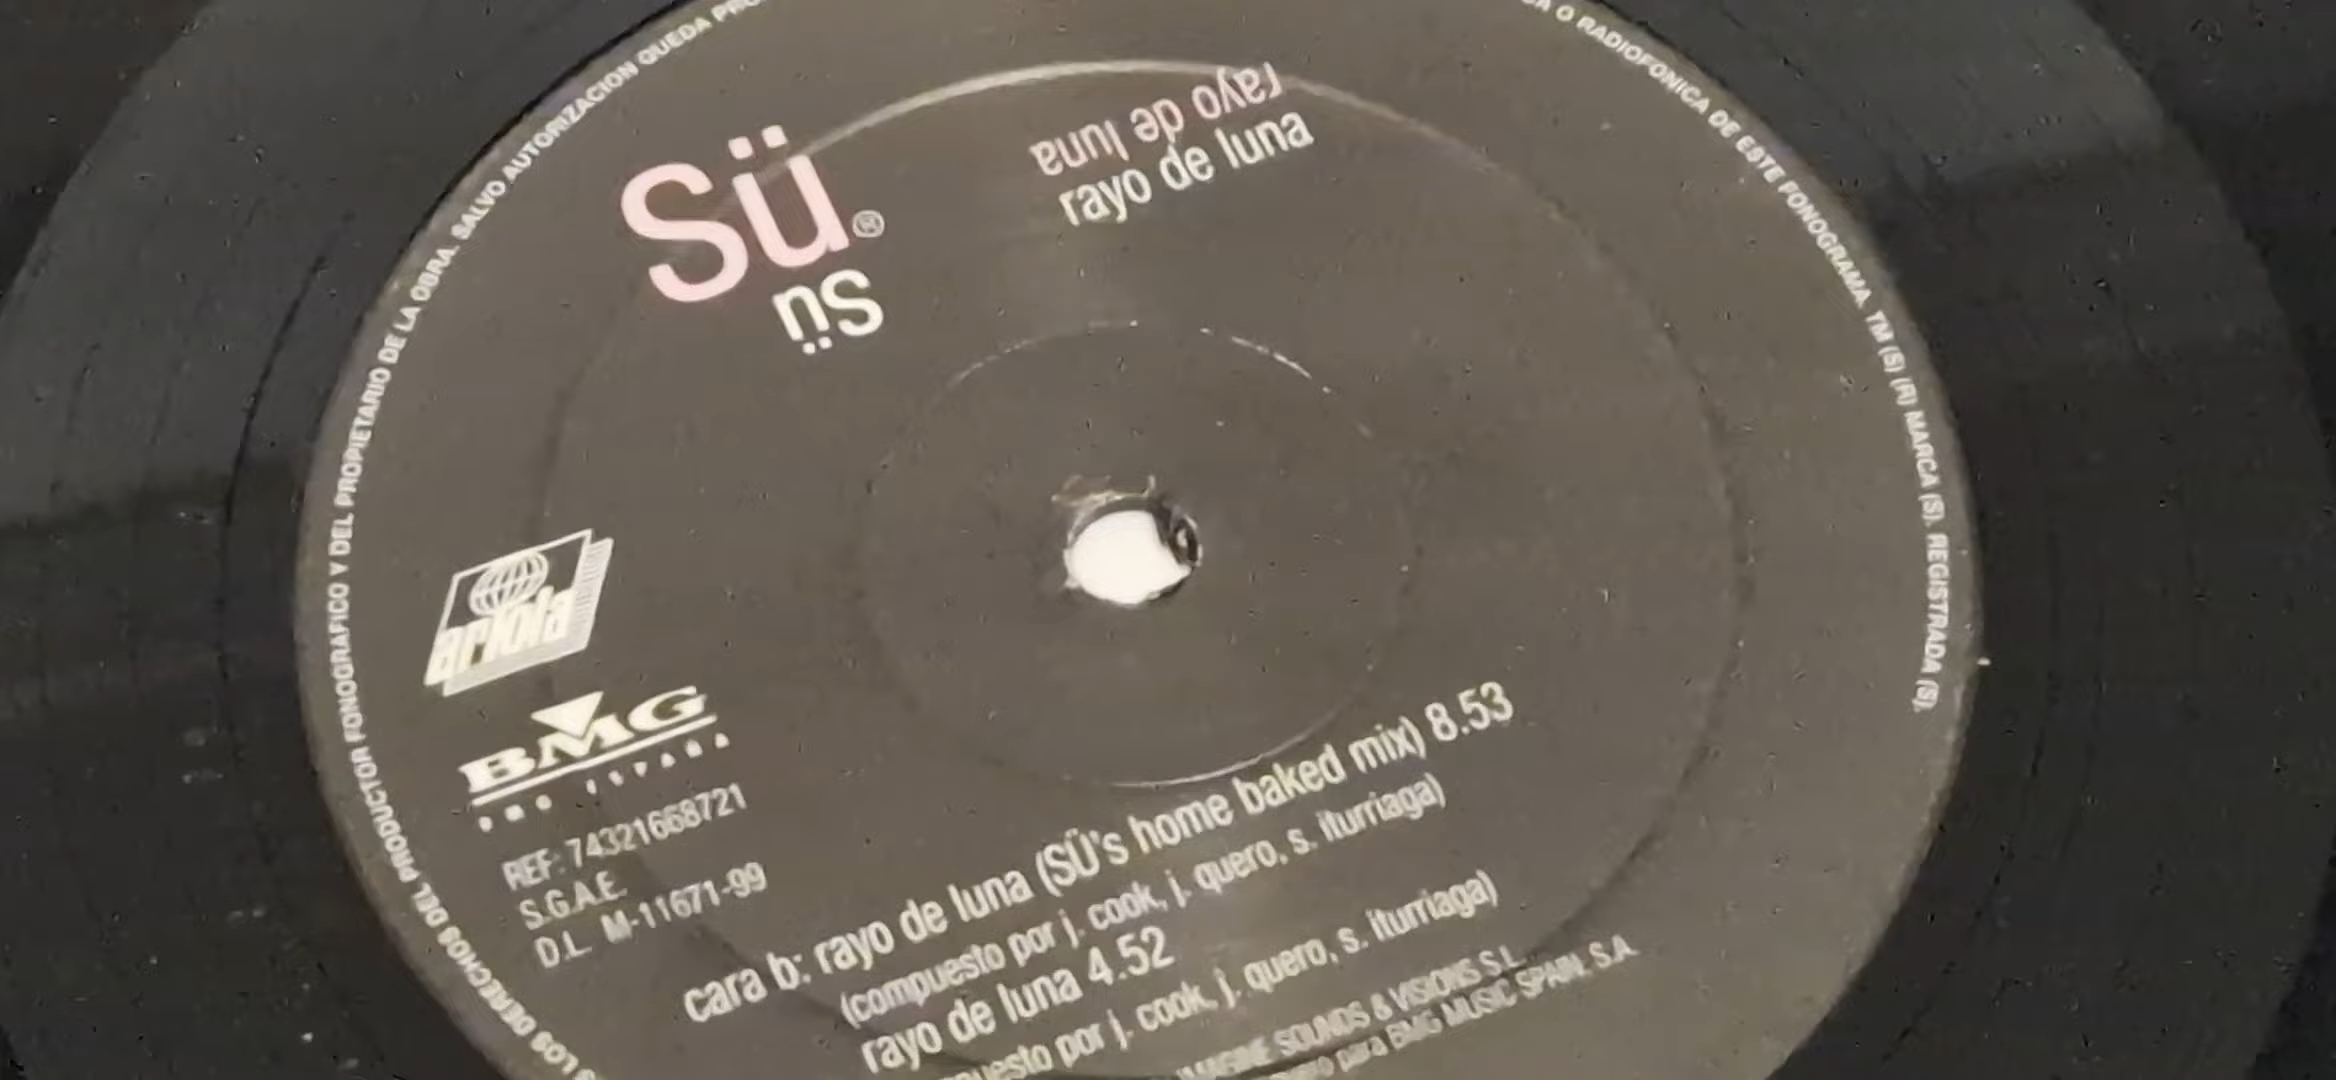 LOS DERECHOS DEL PRODUCTOR FONOGRAFICO Y DEL PROPIETARIO DE LA OBRA. SALVO AUTORIZACION QUEDA
O RADIOFONICA DE ESTE FONOGRAMA. TM (S) (R) MARCA (S). REGISTRADA (S).
Sü®
sü
rayo de luna
rayo de luna
ariola
BMG
REF: 74321668721
S.G.A.E.
D.L. M-11671-99
cara b: rayo de luna (SÜ's home baked mix) 8.53
(compuesto por j. cook, j. quero, s. iturriaga)
rayo de luna 4.52
por j. cook, j. quero, s. iturriaga)
SOUNDS & VISIONS S.L.
para BMG MUSIC SPAIN. S.A.